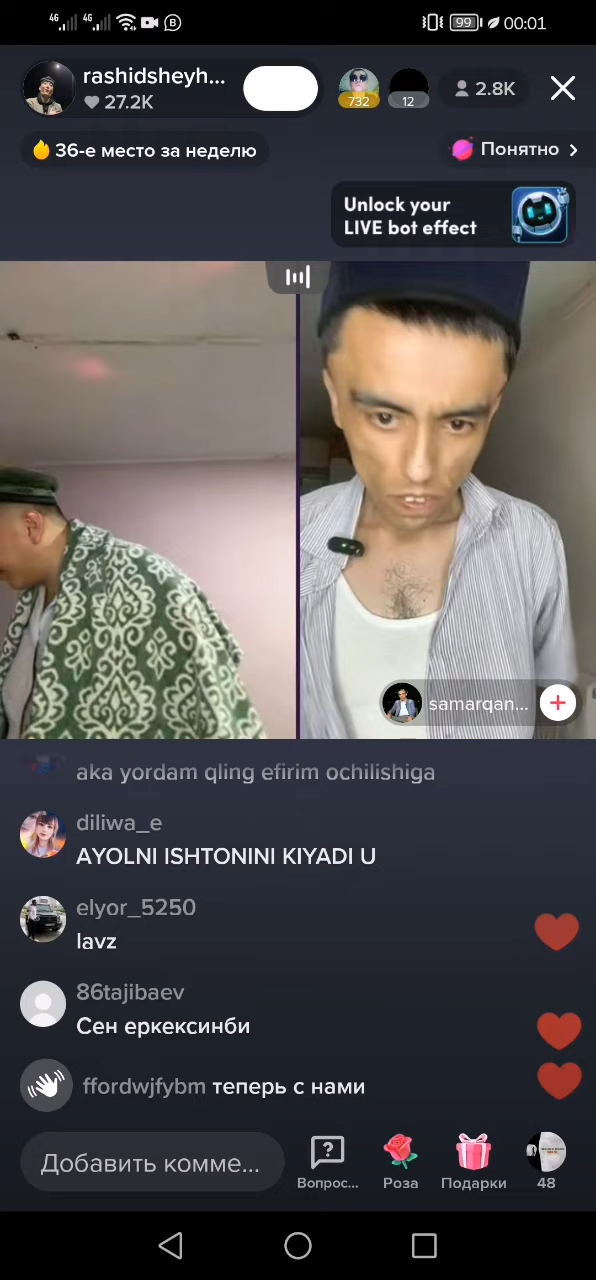 4G 4G 99 00:01
rashidsheyh...
27.2K
732
12
2.8K
36-е место за неделю
Понятно
Unlock your
LIVE bot effect
samarqan...
aka yordam qling efirim ochilishiga
diliwa_e
AYOLNI ISHTONINI KIYADI U
elyor_5250
lavz
86tajibaev
Сен еркексинби
ffordwjfybm теперь с нами
Добавить комме...
Вопрос...
Роза
Подарки
48